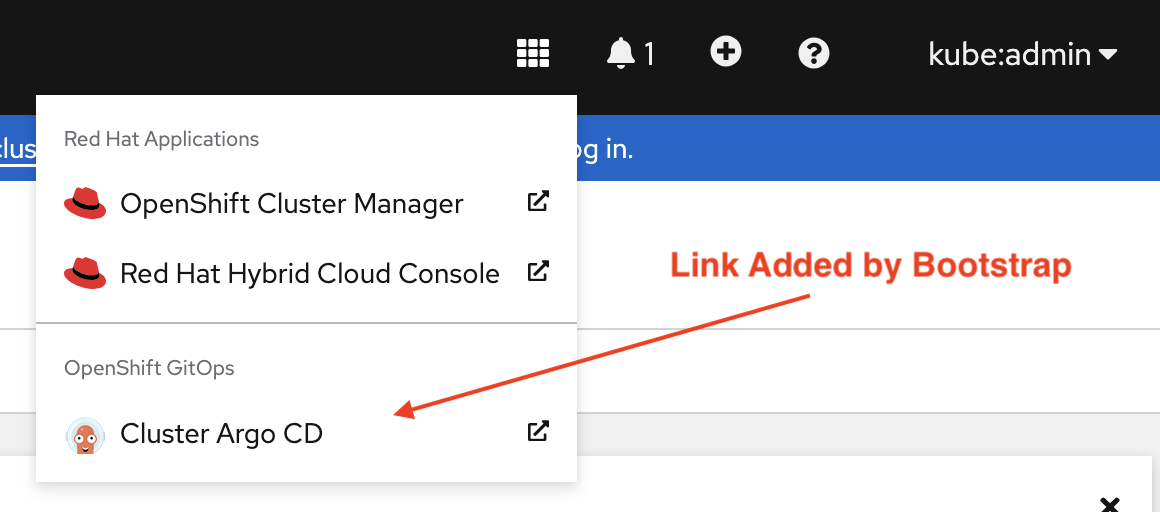 1
kube:admin
Red Hat Applications
og in.
OpenShift Cluster Manager
Red Hat Hybrid Cloud Console
Link Added by Bootstrap
OpenShift GitOps
Cluster Argo CD